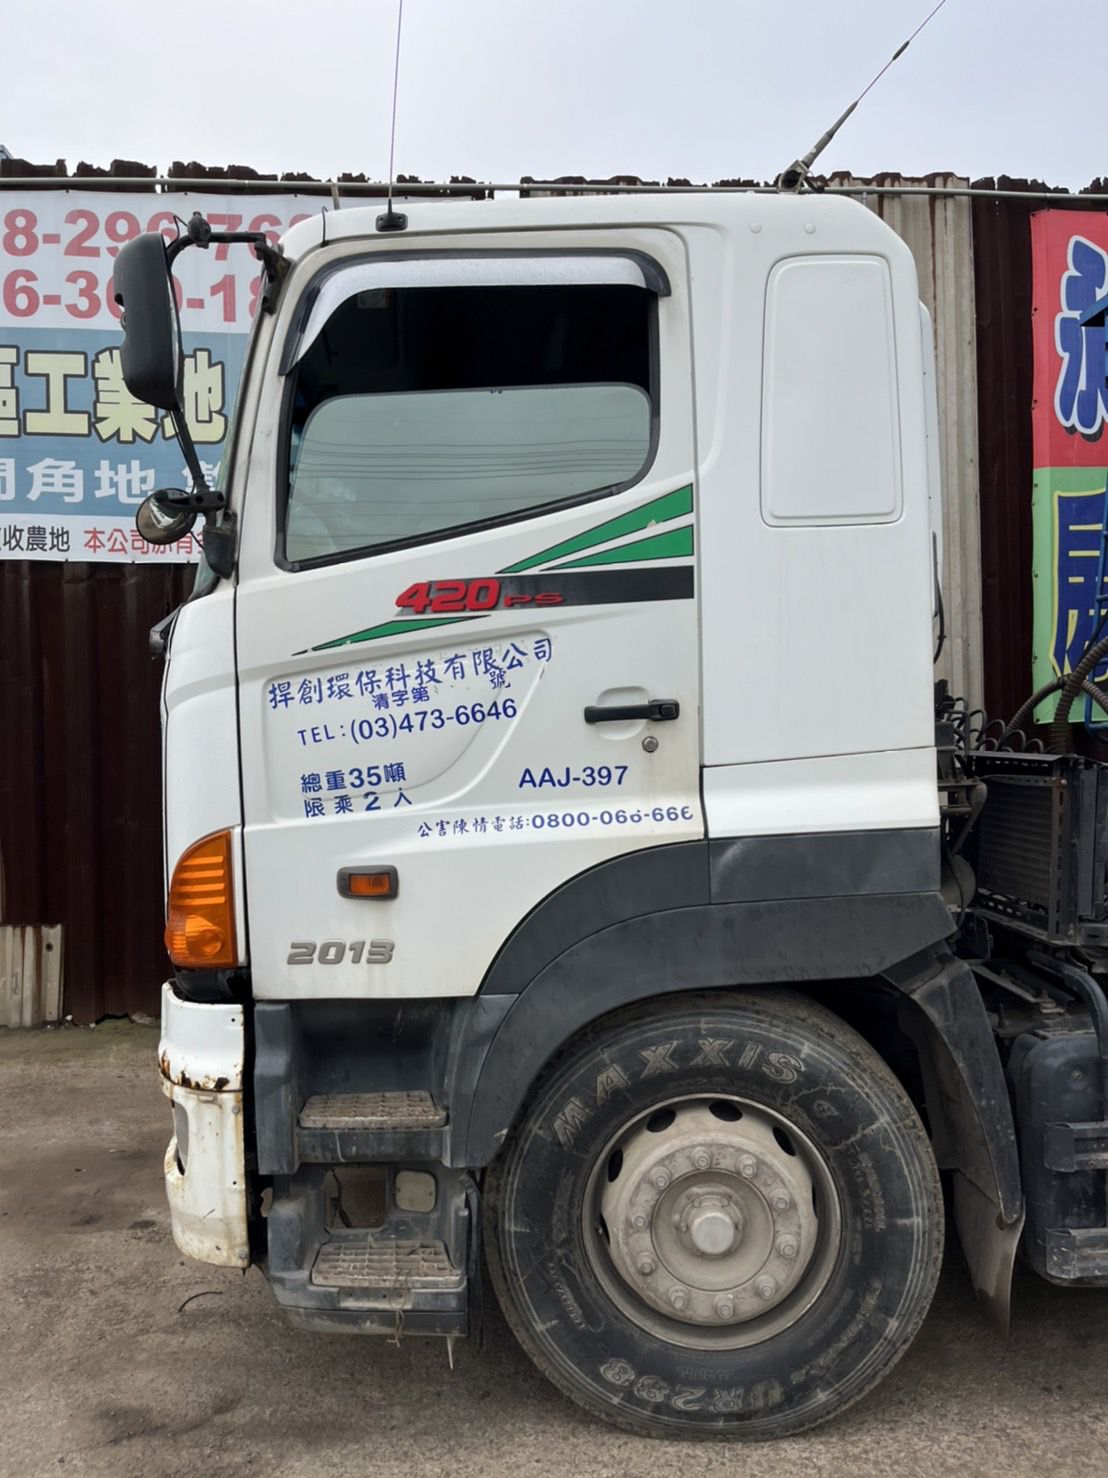 420PS
捍創環保科技有限公司
清字第 號
TEL:(03)473-6646
總重35噸
限乘2人
AAJ-397
公害陳情電話:0800-066-666
2013
MAXXIS
UR288
區工業地
角地
收農地 本公司